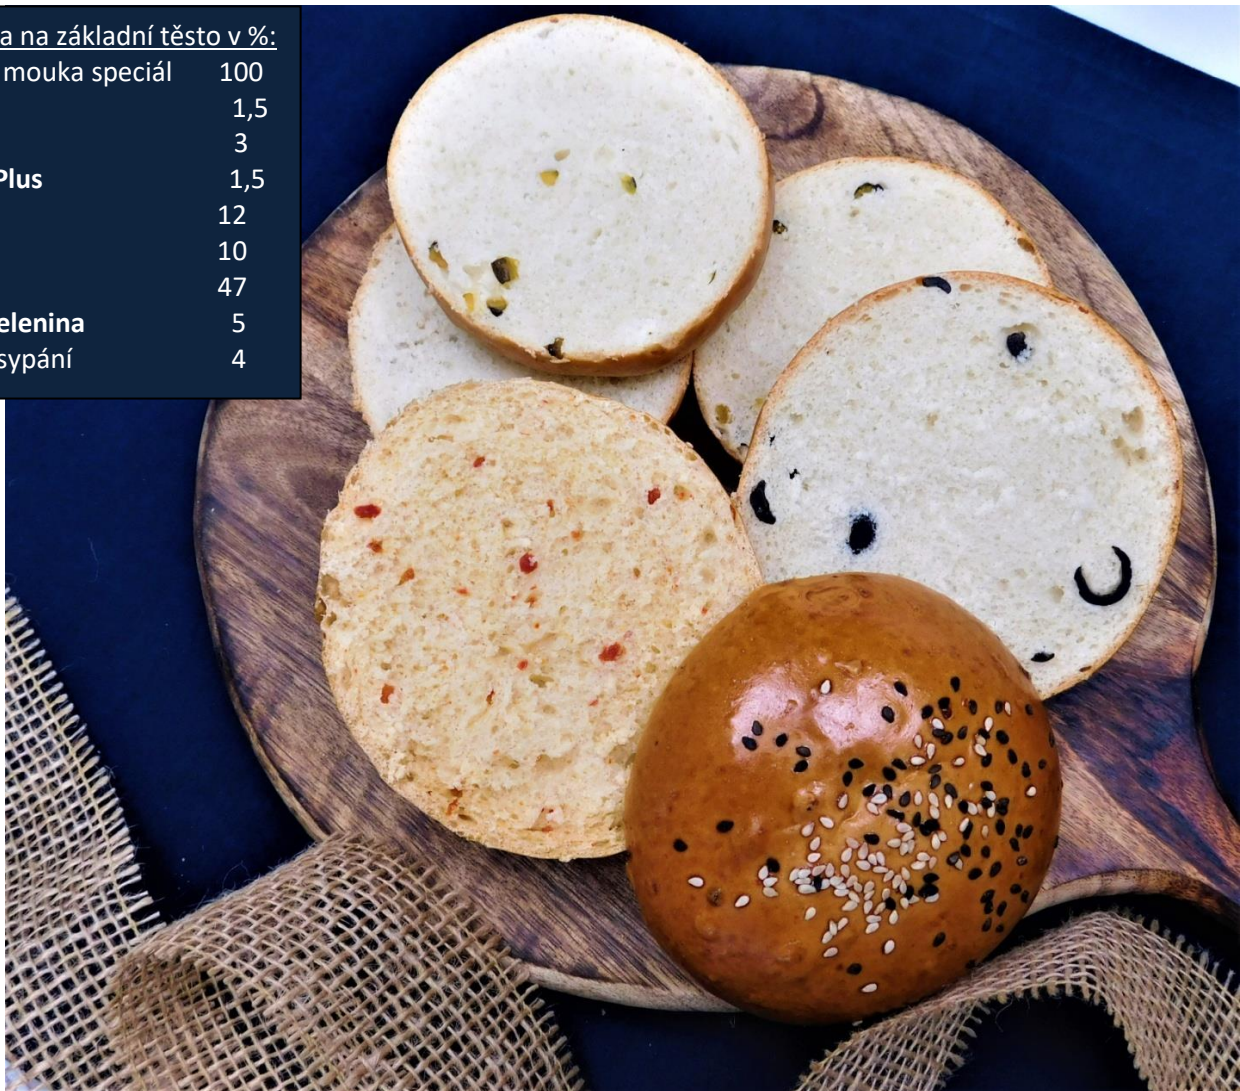 a na základní těsto v %:
mouka speciál 100
1,5
3
Plus 1,5
12
10
47
elenina 5
sypání 4